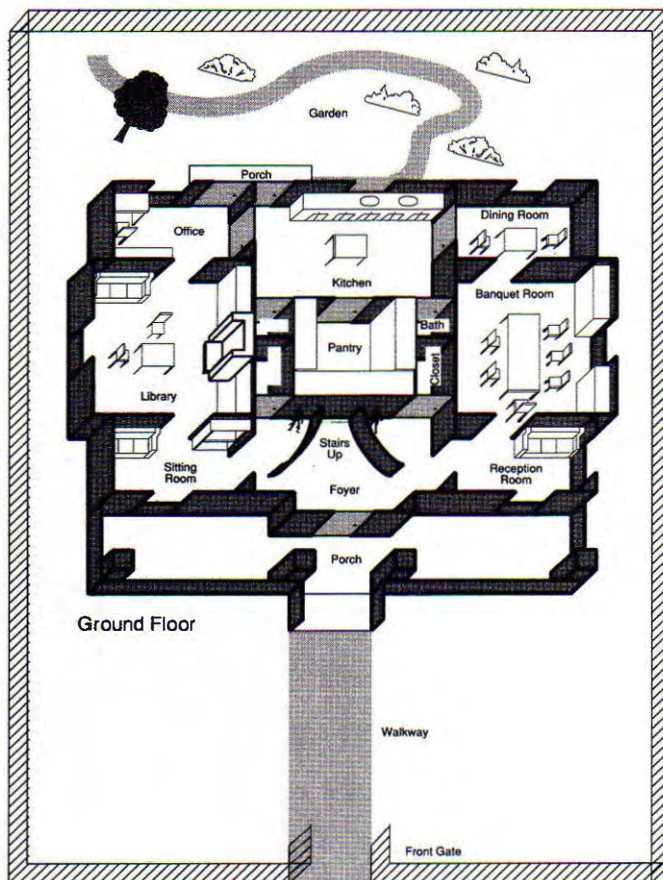 Garden
Porch
Office
Dining Room
Kitchen
Banquet Room
Bath
Pantry
Closet
Library
Stairs
Up
Sitting
Room
Reception
Room
Foyer
Porch
Ground Floor
Walkway
Front Gate